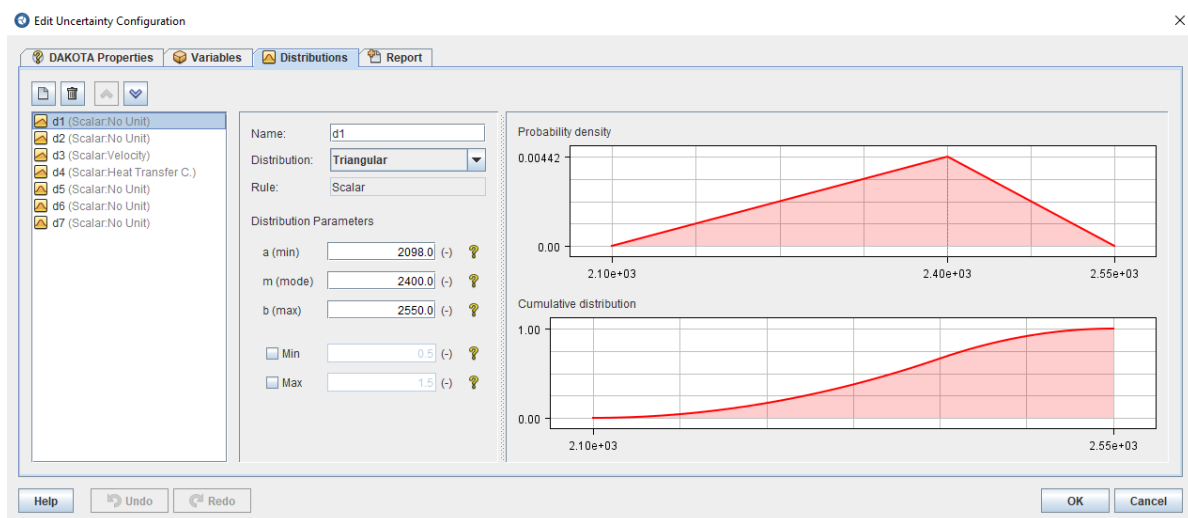 Edit Uncertainty Configuration
DAKOTA Properties Variables Distributions Report
d1 (Scalar:No Unit)
d2 (Scalar:No Unit)
d3 (Scalar:Velocity)
d4 (Scalar:Heat Transfer C.)
d5 (Scalar:No Unit)
d6 (Scalar:No Unit)
d7 (Scalar:No Unit)
Name: d1
Distribution: Triangular
Rule: Scalar
Distribution Parameters
a (min) 2098.0 (-)
m (mode) 2400.0 (-)
b (max) 2550.0 (-)
Min 0.5 (-)
Max 1.5 (-)
Probability density
0.00442
0.00
2.10e+03 2.40e+03 2.55e+03
Cumulative distribution
1.00
0.00
2.10e+03 2.55e+03
Help Undo Redo OK Cancel